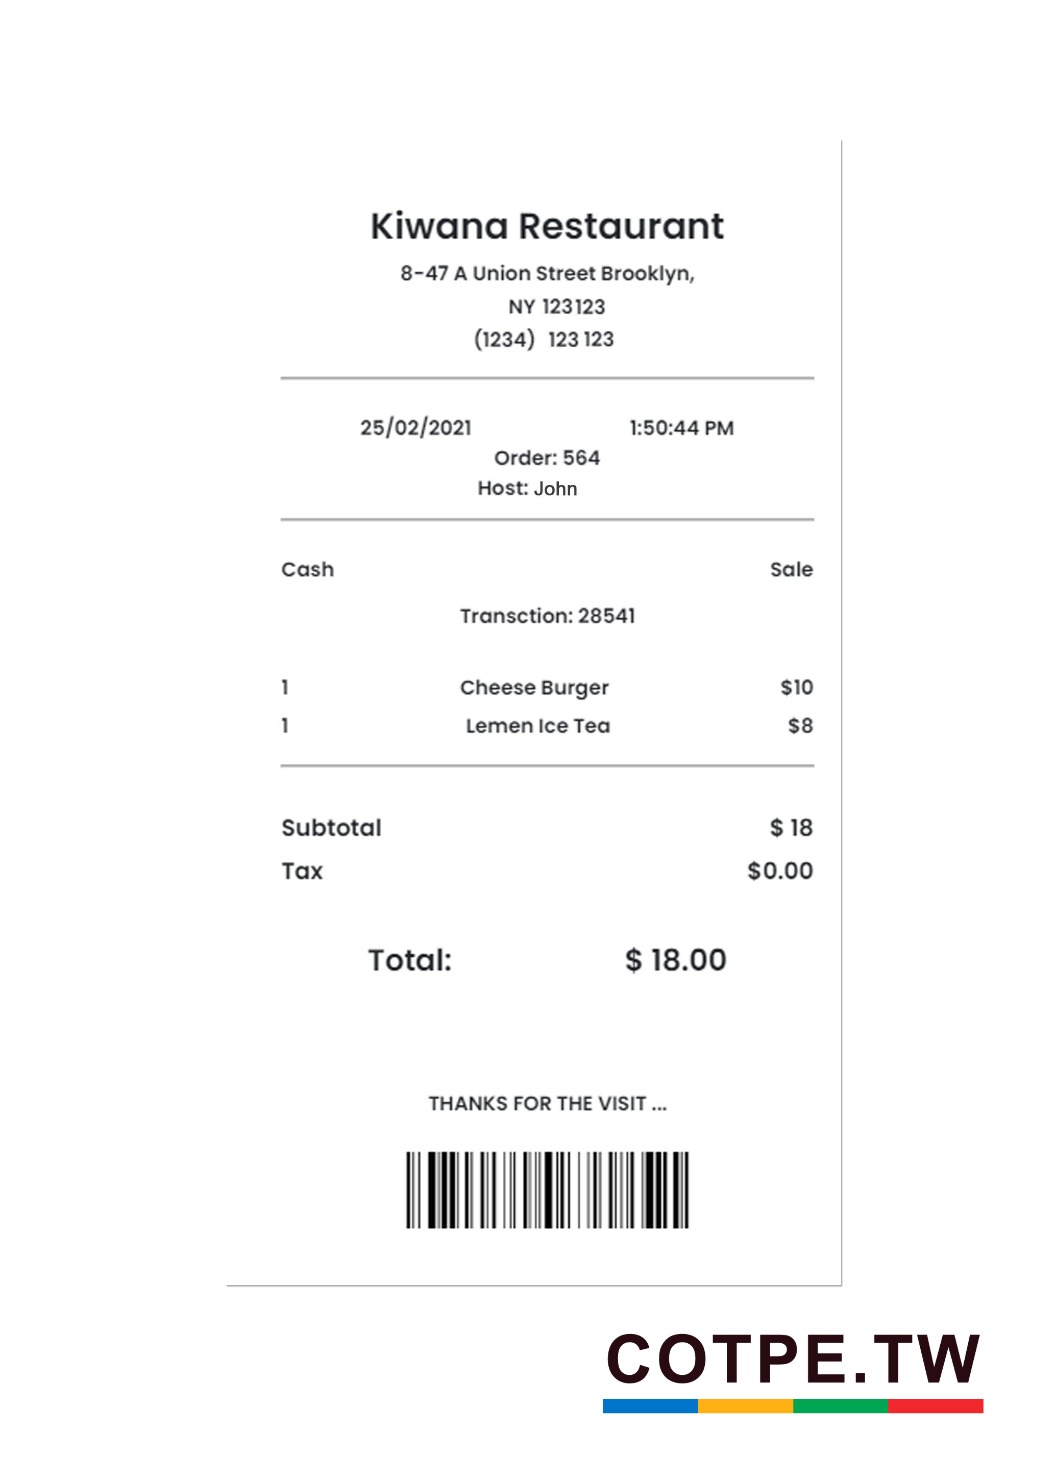 Kiwana Restaurant
8-47 A Union Street Brooklyn,
NY 123123
(1234) 123 123
25/02/2021 1:50:44 PM
Order: 564
Host: John
Cash Sale
Transction: 28541
1 Cheese Burger $10
1 Lemen Ice Tea $8
Subtotal $ 18
Tax $0.00
Total: $ 18.00
THANKS FOR THE VISIT ...
COTPE.TW